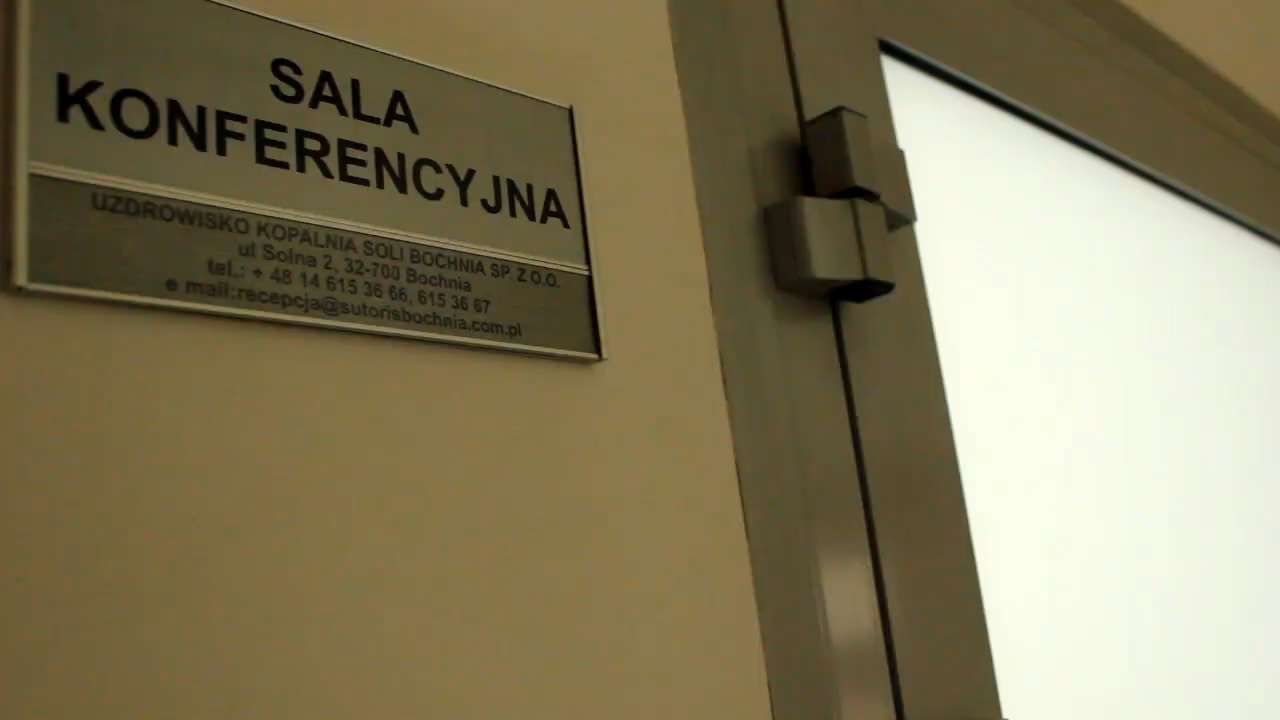 SALA
KONFERENCYJNA
UZDROWISKO KOPALNIA SOLI BOCHNIA SP. Z O.O.
ul Solna 2, 32-700 Bochnia
tel.: + 48 14 615 36 66, 615 36 67
e mail:recepcja@sutorisbochnia.com.pl